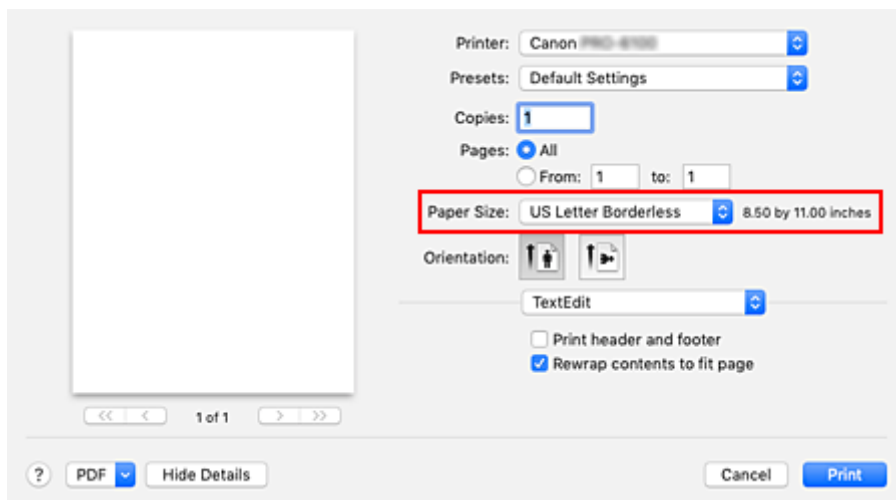 Printer: Canon
Presets: Default Settings
Copies: 1
Pages: All
From: 1 to: 1
Paper Size: US Letter Borderless 8.50 by 11.00 inches
Orientation:
TextEdit
Print header and footer
Rewrap contents to fit page
<< < 1 of 1 > >>
? PDF Hide Details Cancel Print